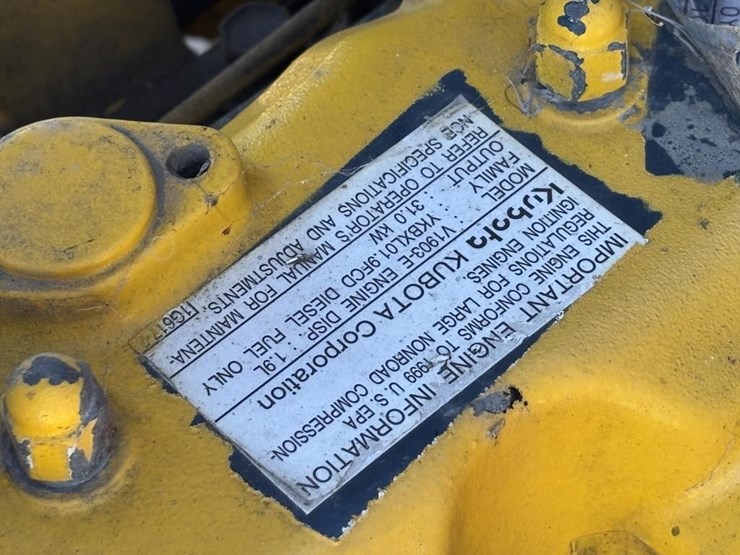 IMPORTANT ENGINE INFORMATION
THIS ENGINE CONFORMS TO 1999 U.S. EPA
REGULATIONS FOR LARGE NONROAD COMPRESSION-
IGNITION ENGINES
Kubota KUBOTA Corporation
MODEL V1903-E ENGINE DISP. 1.9L
FAMILY YKBXL01.9FCD DIESEL FUEL ONLY
OUTPUT 31.0 kW
REFER TO OPERATOR'S MANUAL FOR MAINTENA-
NCE SPECIFICATIONS AND ADJUSTMENTS.